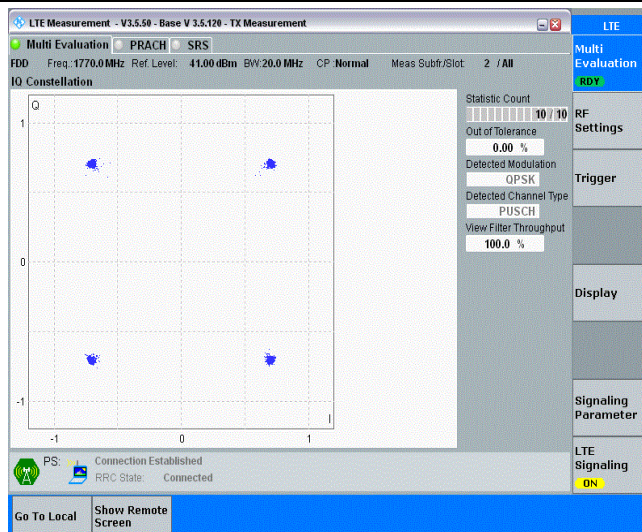 LTE Measurement - V3.5.50 - Base V 3.5.120 - TX Measurement
LTE
Multi Evaluation PRACH SRS
Multi
Evaluation
RDY
FDD Freq.:1770.0 MHz Ref. Level: 41.00 dBm BW:20.0 MHz CP :Normal Meas Subfr/Slot: 2 / All
IQ Constellation
Q
1
0
-1
I
-1 0 1
Statistic Count
10 / 10
Out of Tolerance
0.00 %
Detected Modulation
QPSK
Detected Channel Type
PUSCH
View Filter Throughput
100.0 %
RF
Settings
Trigger
Display
Signaling
Parameter
LTE
Signaling
ON
PS: Connection Established
RRC State: Connected
Go To Local
Show Remote
Screen